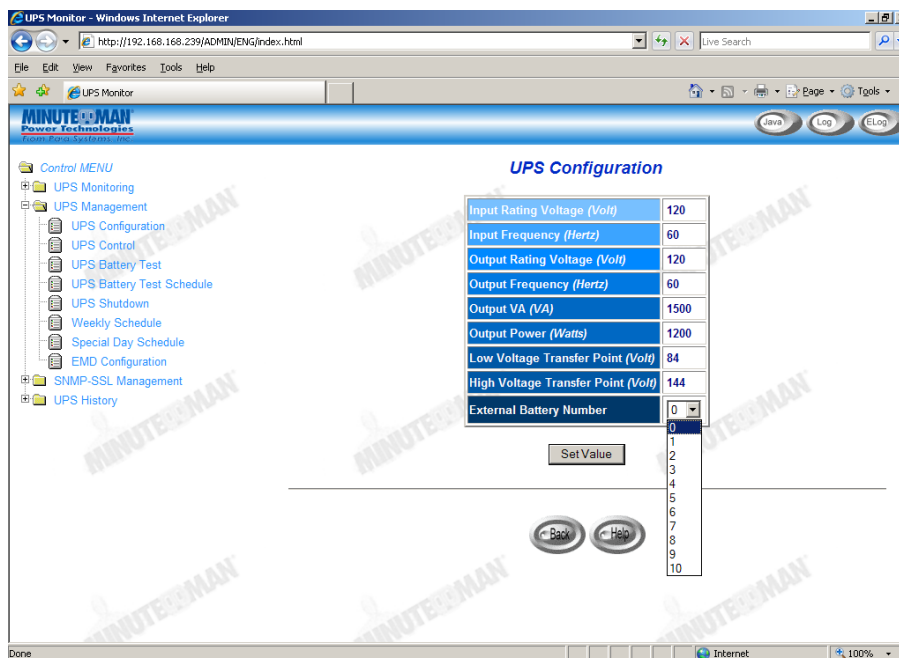 UPS Monitor - Windows Internet Explorer
http://192.168.168.239/ADMIN/ENG/index.html
Live Search
File Edit View Favorites Tools Help
UPS Monitor
Page Tools
MINUTEMAN
Power Technologies
Java Log ELog
Control MENU
UPS Monitoring
UPS Management
UPS Configuration
UPS Control
UPS Battery Test
UPS Battery Test Schedule
UPS Shutdown
Weekly Schedule
Special Day Schedule
EMD Configuration
SNMP-SSL Management
UPS History
UPS Configuration
Input Rating Voltage (Volt) 120
Input Frequency (Hertz) 60
Output Rating Voltage (Volt) 120
Output Frequency (Hertz) 60
Output VA (VA) 1500
Output Power (Watts) 1200
Low Voltage Transfer Point (Volt) 84
High Voltage Transfer Point (Volt) 144
External Battery Number 0
0
1
2
3
4
5
6
7
8
9
10
Set Value
Back Help
Done
Internet
100%